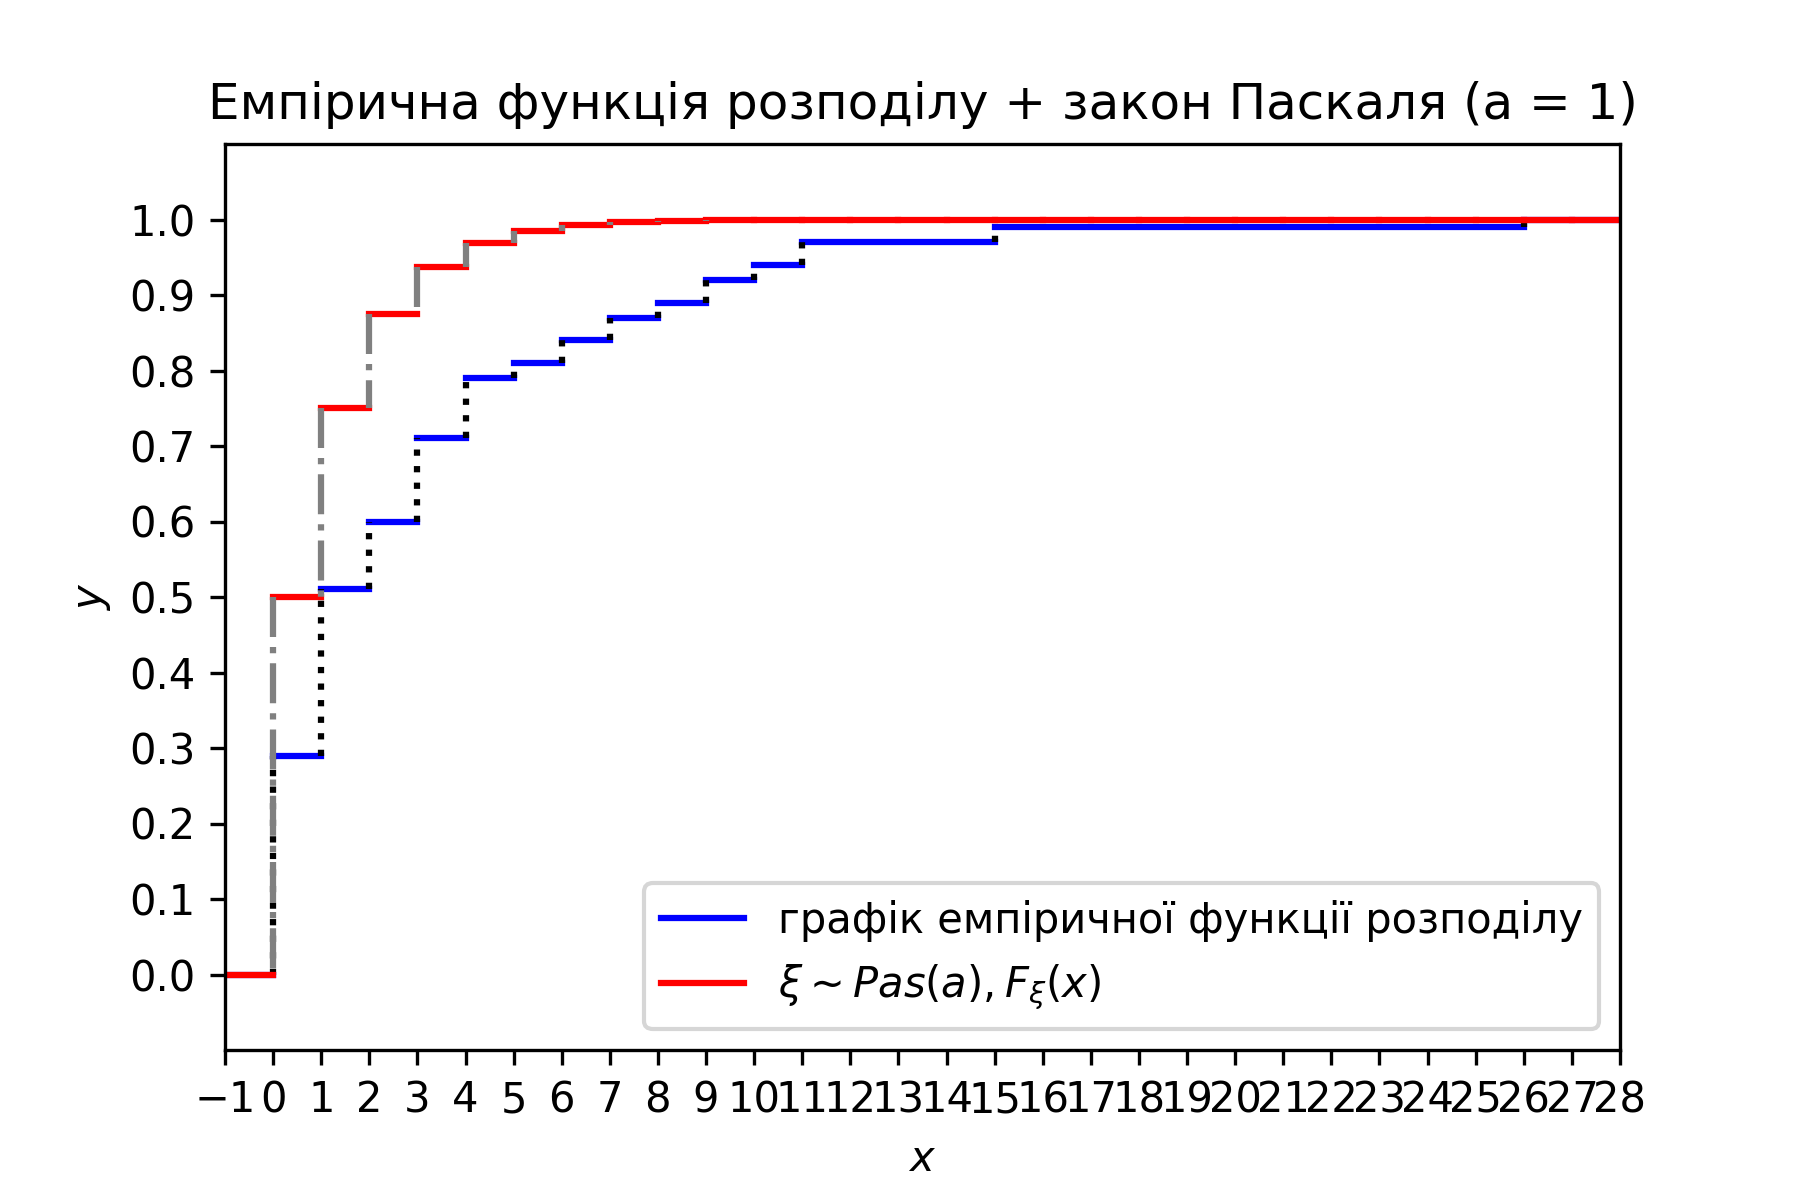 Емпірична функція розподілу + закон Паскаля (a = 1)
1.0
0.9
0.8
0.7
0.6
0.5
0.4
0.3
0.2
0.1
0.0
y
графік емпіричної функції розподілу
ξ ~ Pas(a), F_ξ(x)
−1 0 1 2 3 4 5 6 7 8 9 10 11 12 13 14 15 16 17 18 19 20 21 22 23 24 25 26 27 28
x